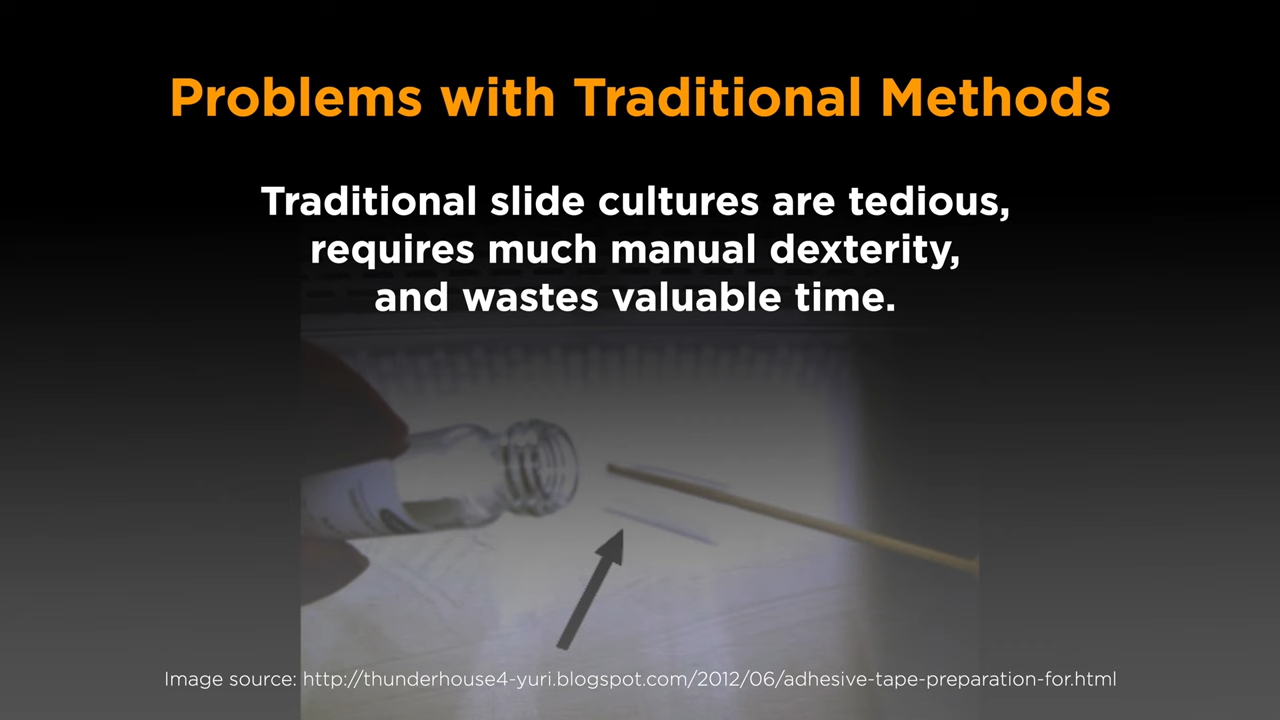 Problems with Traditional Methods
Traditional slide cultures are tedious,
requires much manual dexterity,
and wastes valuable time.
Image source: http://thunderhouse4-yuri.blogspot.com/2012/06/adhesive-tape-preparation-for.html